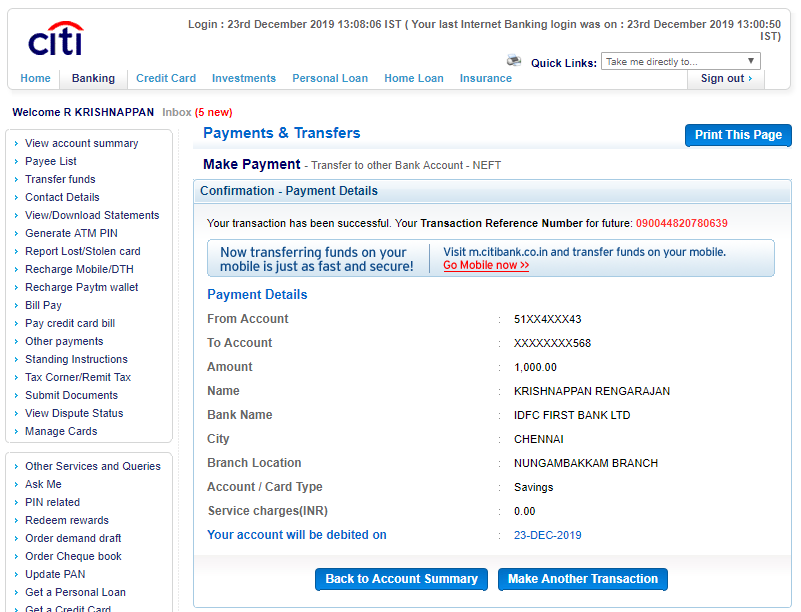 citi
Login : 23rd December 2019 13:08:06 IST ( Your last Internet Banking login was on : 23rd December 2019 13:00:50
IST)
Quick Links: Take me directly to...
Home Banking Credit Card Investments Personal Loan Home Loan Insurance Sign out ›
Welcome R KRISHNAPPAN Inbox (5 new)
View account summary
Payee List
Transfer funds
Contact Details
View/Download Statements
Generate ATM PIN
Report Lost/Stolen card
Recharge Mobile/DTH
Recharge Paytm wallet
Bill Pay
Pay credit card bill
Other payments
Standing Instructions
Tax Corner/Remit Tax
Submit Documents
View Dispute Status
Manage Cards
Other Services and Queries
Ask Me
PIN related
Redeem rewards
Order demand draft
Order Cheque book
Update PAN
Get a Personal Loan
Get a Credit Card
Payments & Transfers
Print This Page
Make Payment - Transfer to other Bank Account - NEFT
Confirmation - Payment Details
Your transaction has been successful. Your Transaction Reference Number for future: 090044820780639
Now transferring funds on your
mobile is just as fast and secure!
Visit m.citibank.co.in and transfer funds on your mobile.
Go Mobile now >>
Payment Details
From Account : 51XX4XXX43
To Account : XXXXXXXX568
Amount : 1,000.00
Name : KRISHNAPPAN RENGARAJAN
Bank Name : IDFC FIRST BANK LTD
City : CHENNAI
Branch Location : NUNGAMBAKKAM BRANCH
Account / Card Type : Savings
Service charges(INR) : 0.00
Your account will be debited on : 23-DEC-2019
Back to Account Summary Make Another Transaction